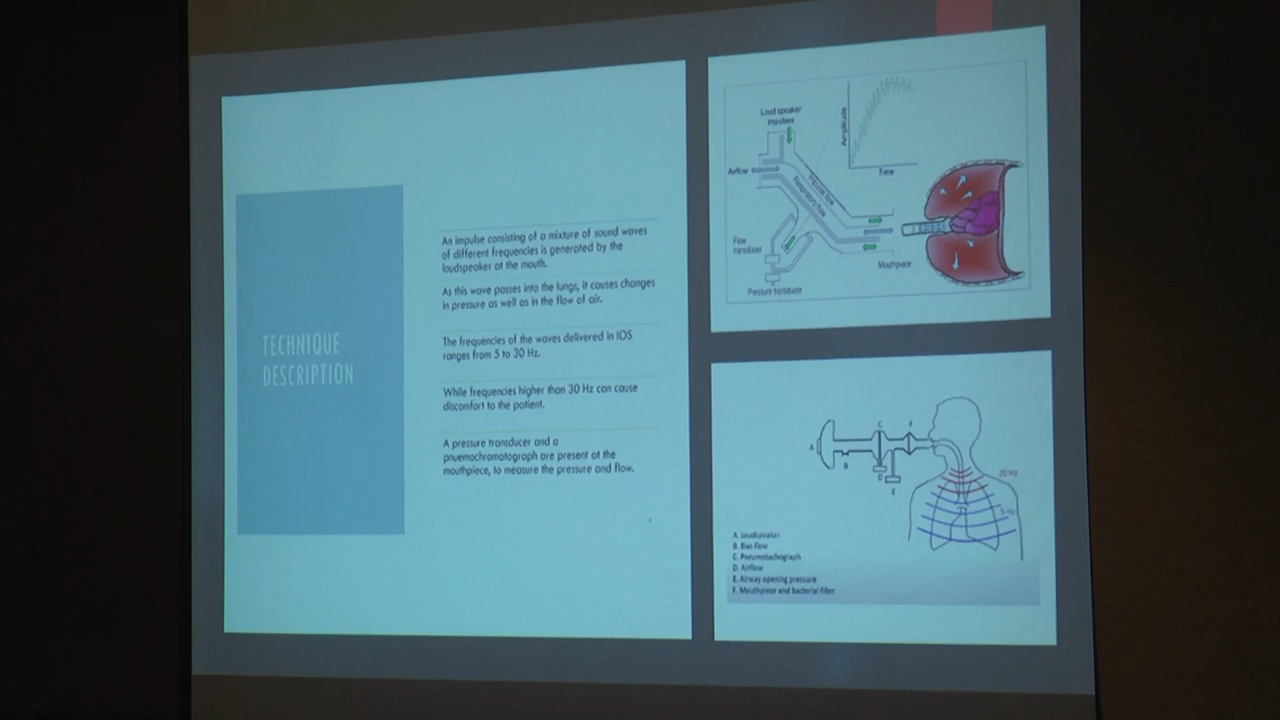 TECHNIQUE
DESCRIPTION
An impulse consisting of a mixture of sound waves
of different frequencies is generated by the
loudspeaker at the mouth.
As this wave passes into the lungs, it causes changes
in pressure as well as in the flow of air.
The frequencies of the waves delivered in IOS
ranges from 5 to 30 Hz.
While frequencies higher than 30 Hz can cause
discomfort to the patient.
A pressure transducer and a
pnuemochromatograph are present at the
mouthpiece, to measure the pressure and flow.
Loud speaker
impulses
Amplitude
Time
Airflow
Impulse flow
Respiratory flow
Flow
transducer
Mouthpiece
Pressure transducer
A
B
C
D
E
F
20 Hz
5 Hz
A. Loudspeaker
B. Bias flow
C. Pneumotachograph
D. Airflow
E. Airway opening pressure
F. Mouthpiece and bacterial filter